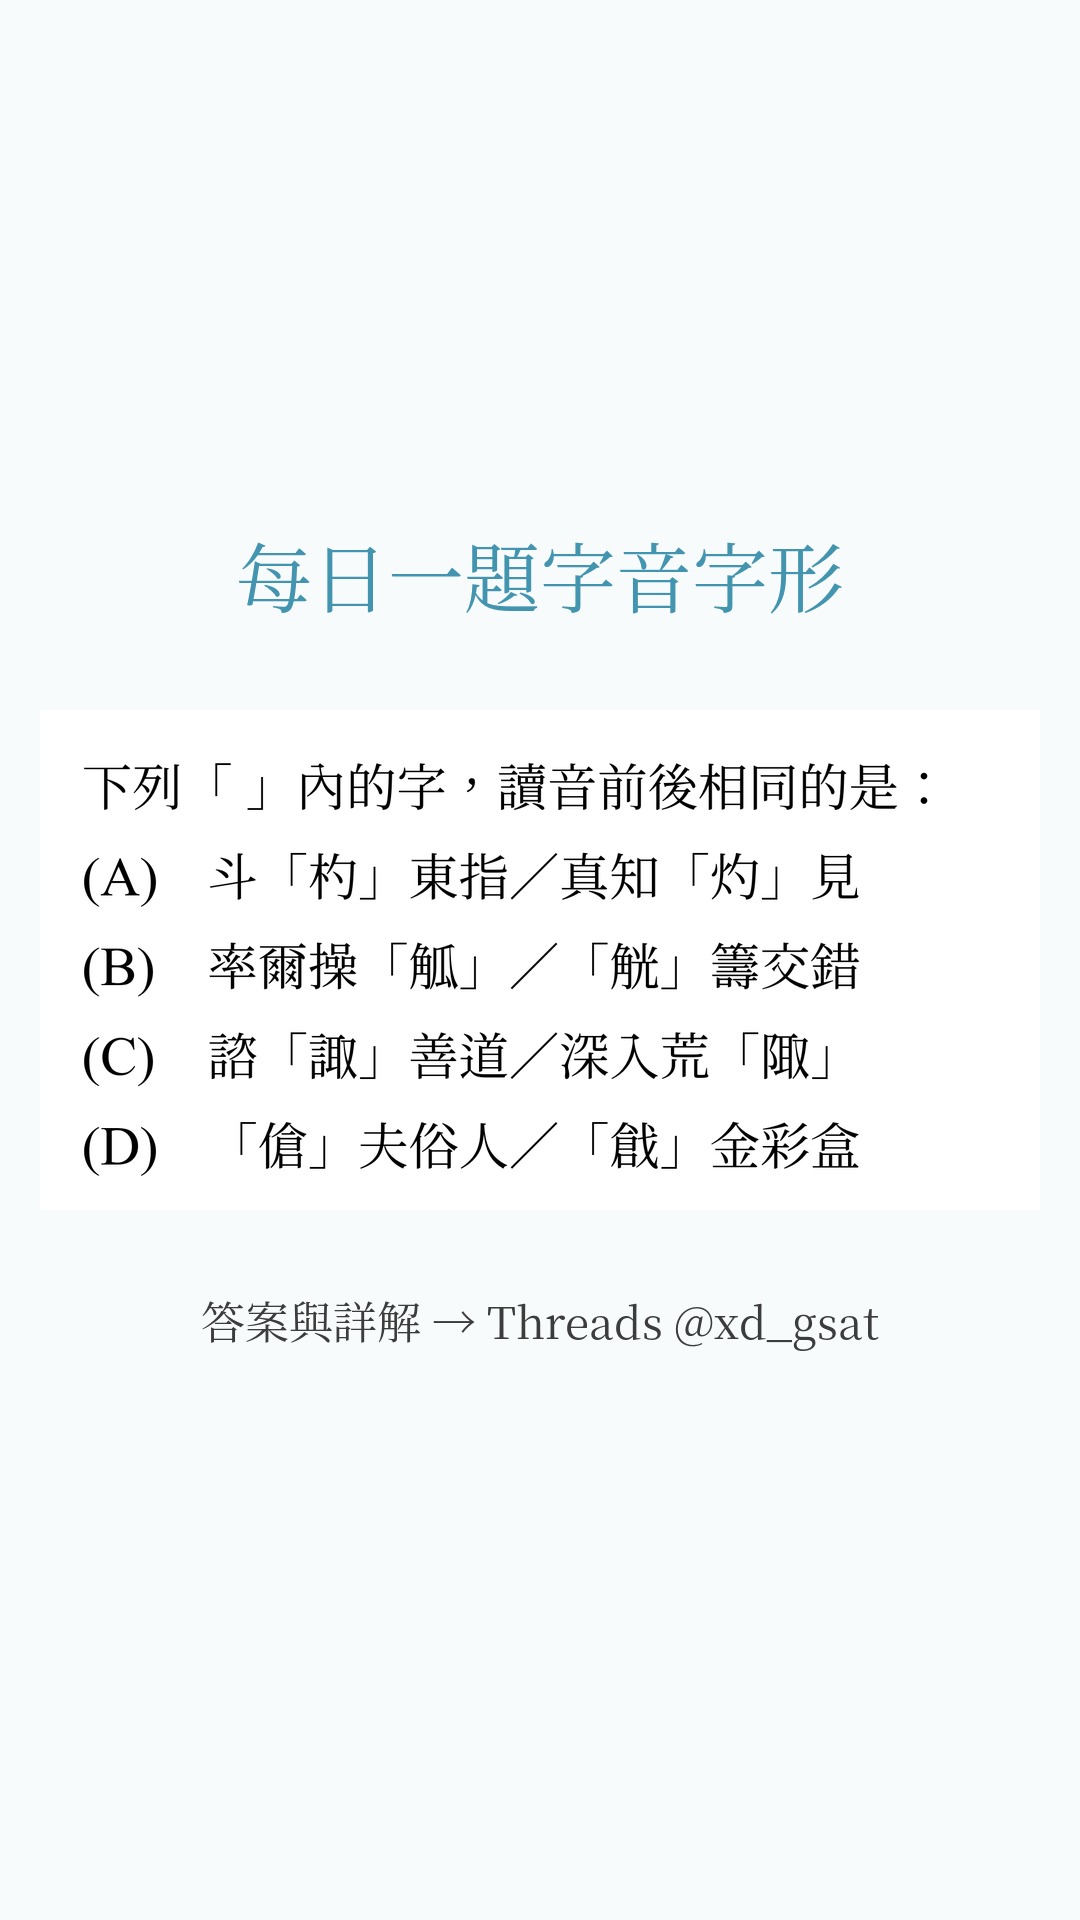 每日一題字音字形
下列「 」內的字，讀音前後相同的是：
(A) 斗「杓」東指／真知「灼」見
(B) 率爾操「觚」／「觥」籌交錯
(C) 諮「諏」善道／深入荒「陬」
(D) 「傖」夫俗人／「戧」金彩盒
答案與詳解 → Threads @xd_gsat